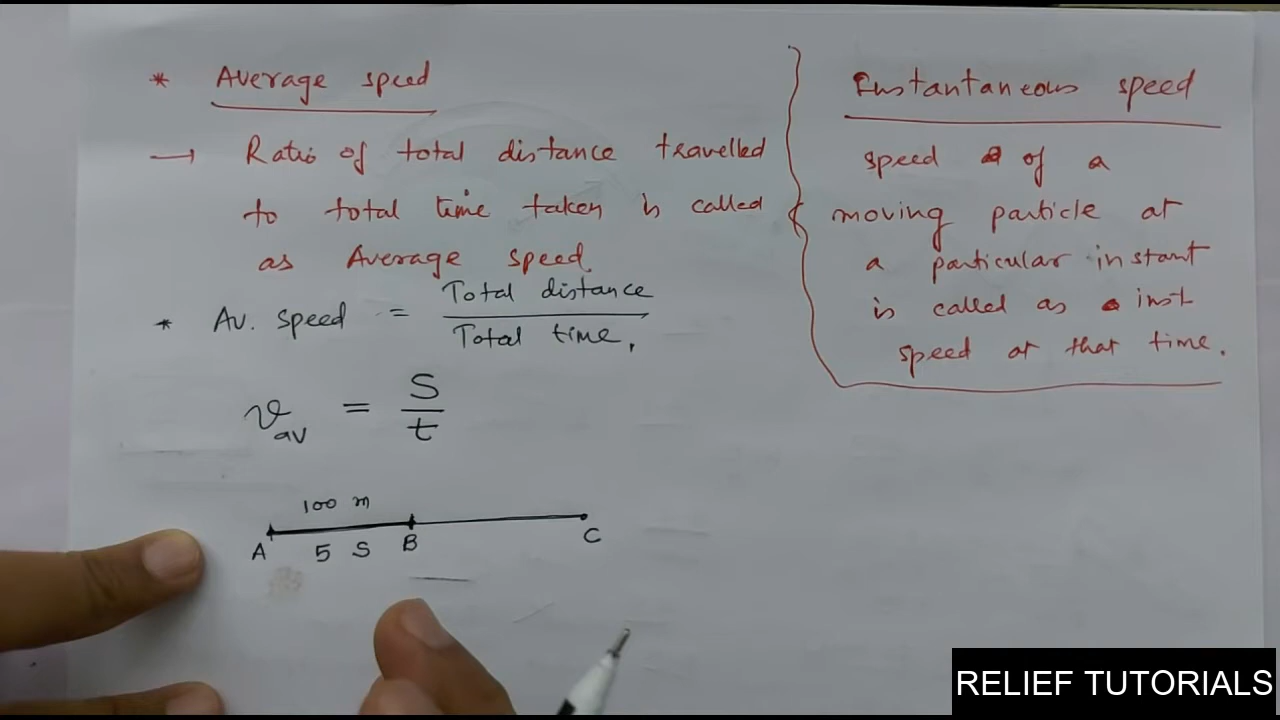 * Average speed
→ Ratio of total distance travelled
to total time taken is called
as Average speed
* Av. speed = Total distance
Total time.
v av = S
t
100 m
A 5 S B C
Instantaneous speed
speed of a
moving particle at
a particular instant
is called as inst
speed at that time.
RELIEF TUTORIALS